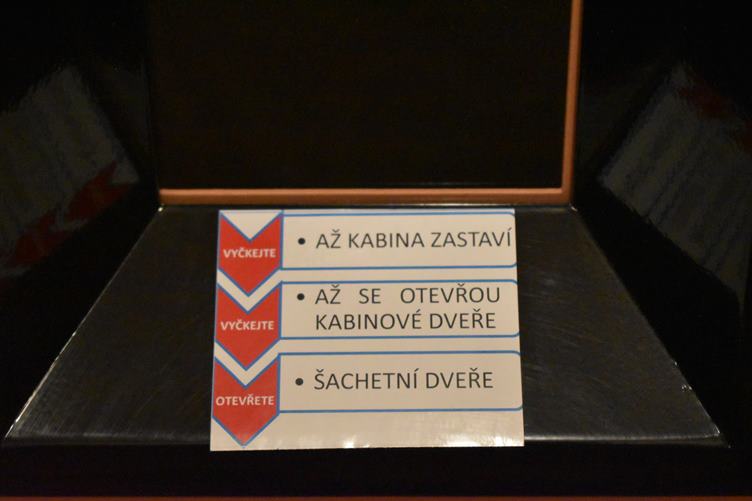 VYČKEJTE
• AŽ KABINA ZASTAVÍ
VYČKEJTE
• AŽ SE OTEVŘOU
KABINOVÉ DVEŘE
OTEVŘETE
• ŠACHETNÍ DVEŘE